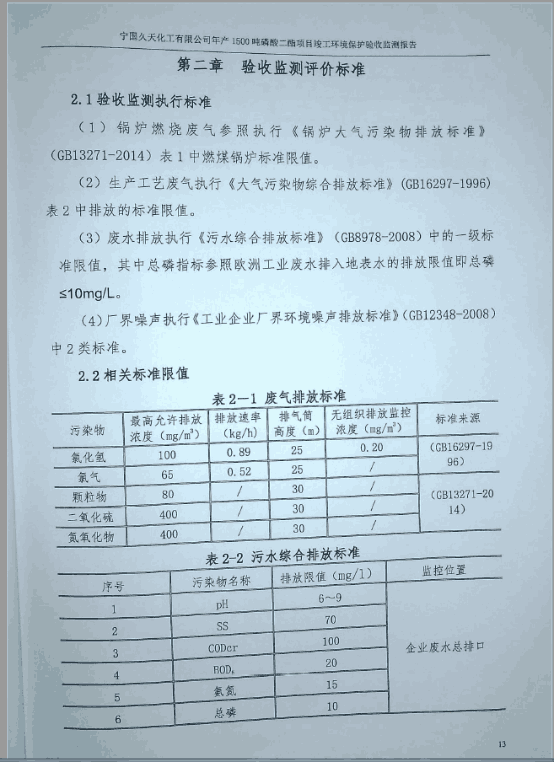 宁国久天化工有限公司年产1500吨磷酸二酯项目竣工环境保护验收监测报告
第二章 验收监测评价标准
2.1验收监测执行标准
（1）锅炉燃烧废气参照执行《锅炉大气污染物排放标准》
（GB13271-2014）表1中燃煤锅炉标准限值。
（2）生产工艺废气执行《大气污染物综合排放标准》(GB16297-1996)
表2中排放的标准限值。
（3）废水排放执行《污水综合排放标准》（GB8978-2008）中的一级标
准限值，其中总磷指标参照欧洲工业废水排入地表水的排放限值即总磷
≤10mg/L。
（4）厂界噪声执行《工业企业厂界环境噪声排放标准》（GB12348-2008）
中2类标准。
2.2相关标准限值
表2-1 废气排放标准
污染物 最高允许排放浓度（mg/m³） 排放速率（kg/h） 排气筒高度（m） 无组织排放监控浓度（mg/m³） 标准来源
氯化氢 100 0.89 25 0.20 （GB16297-1996）
氯气 65 0.52 25 /
颗粒物 80 / 30 / （GB13271-2014）
二氧化硫 400 / 30 /
氮氧化物 400 / 30 /
表2-2 污水综合排放标准
序号 污染物名称 排放限值（mg/l） 监控位置
1 pH 6～9 企业废水总排口
2 SS 70
3 CODcr 100
4 BOD₅ 20
5 氨氮 15
6 总磷 10
13